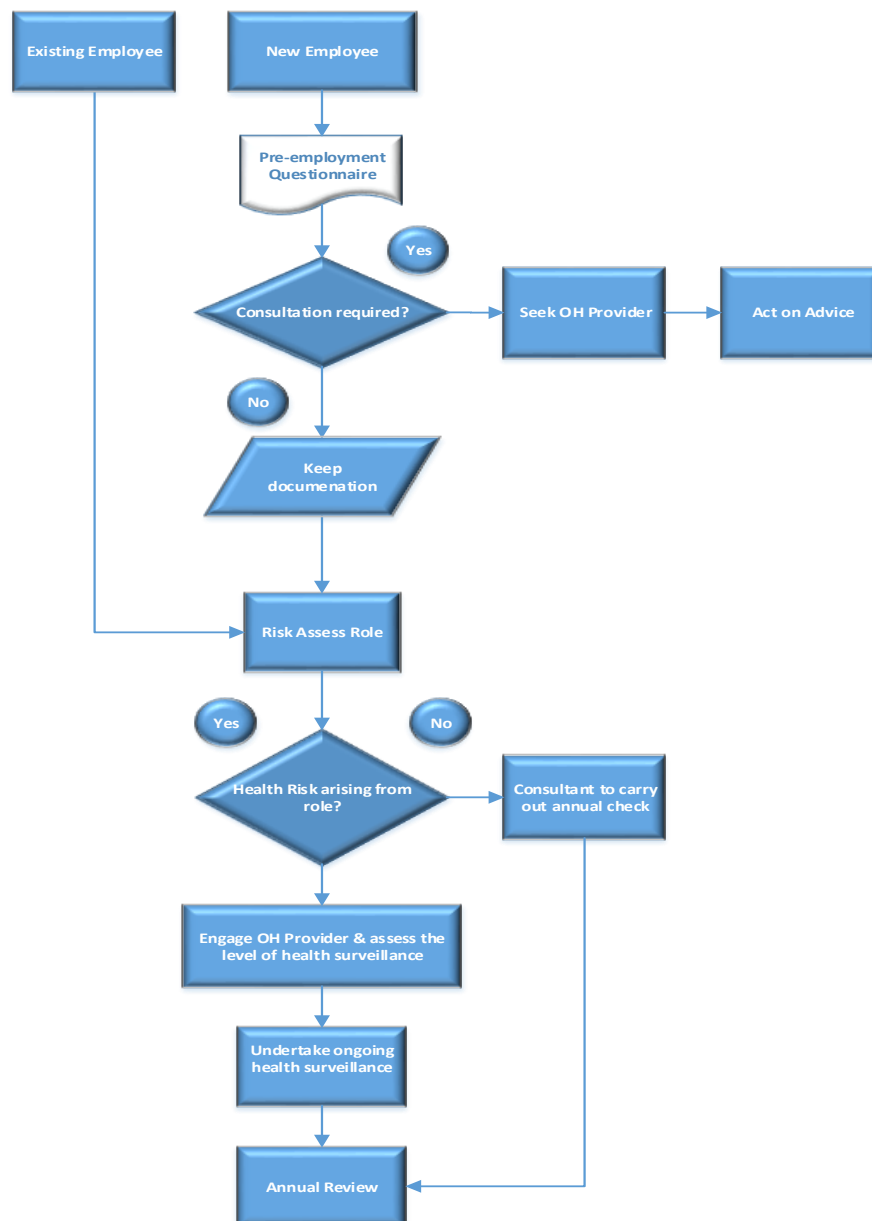 Existing Employee
New Employee
Pre-employment
Questionnaire
Yes
Consultation required?
Seek OH Provider
Act on Advice
No
Keep
documenation
Risk Assess Role
Yes
No
Health Risk arising from
role?
Consultant to carry
out annual check
Engage OH Provider & assess the
level of health surveillance
Undertake ongoing
health surveillance
Annual Review